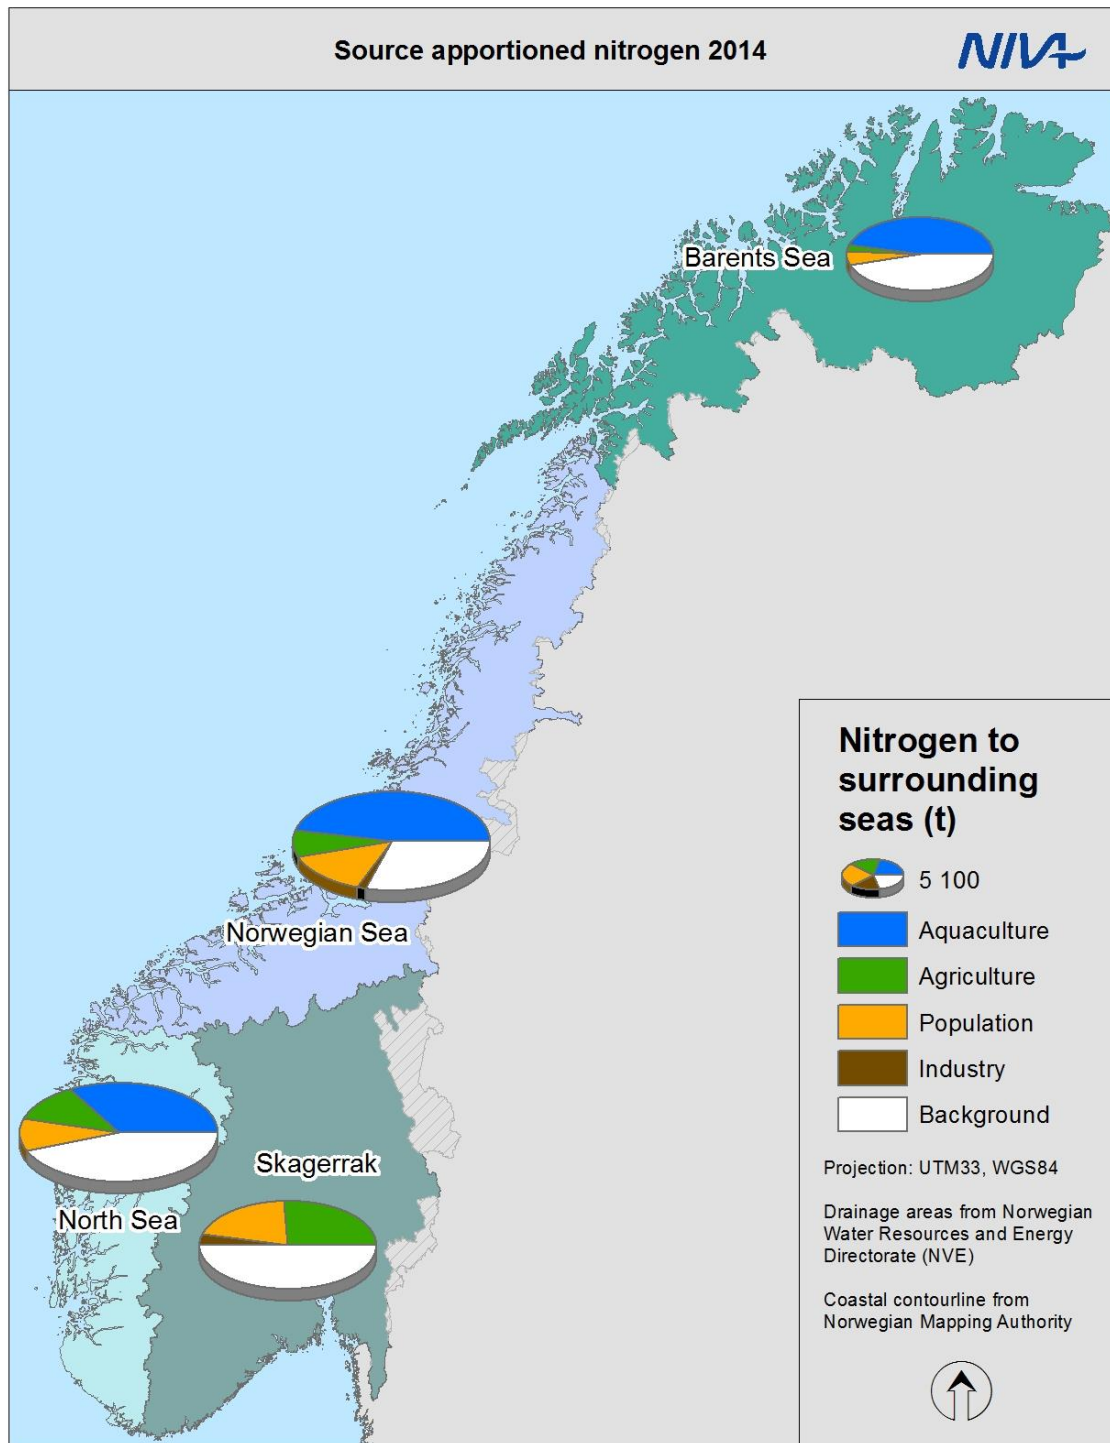 Source apportioned nitrogen 2014
NIVA
Barents Sea
Norwegian Sea
North Sea
Skagerrak
Nitrogen to
surrounding
seas (t)
5 100
Aquaculture
Agriculture
Population
Industry
Background
Projection: UTM33, WGS84
Drainage areas from Norwegian
Water Resources and Energy
Directorate (NVE)
Coastal contourline from
Norwegian Mapping Authority